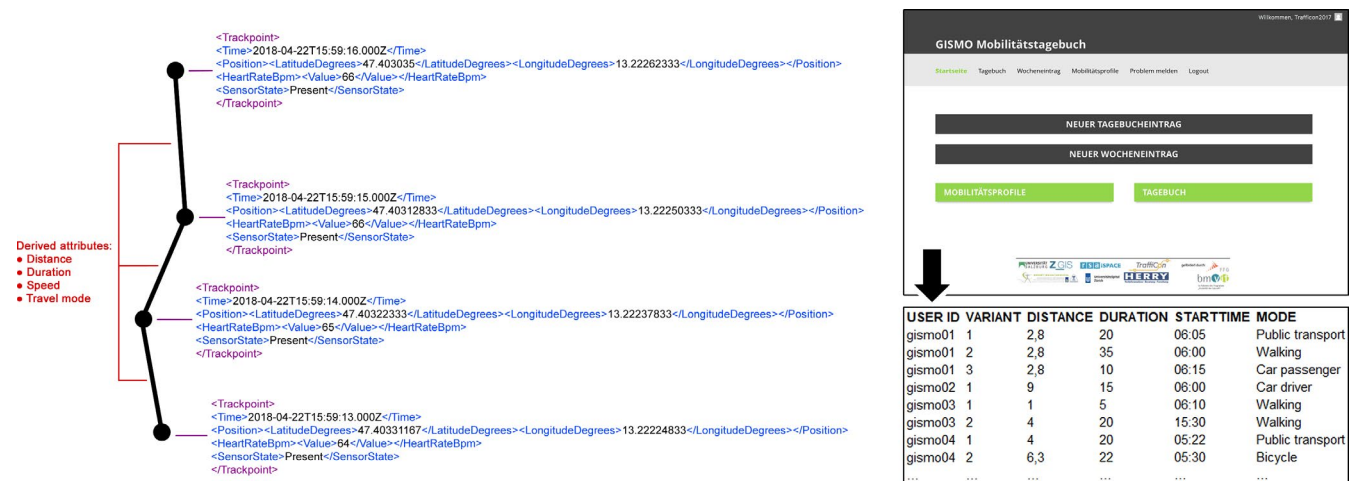 <Trackpoint>
<Time>2018-04-22T15:59:16.000Z</Time>
<Position><LatitudeDegrees>47.403035</LatitudeDegrees><LongitudeDegrees>13.22262333</LongitudeDegrees></Position>
<HeartRateBpm><Value>66</Value></HeartRateBpm>
<SensorState>Present</SensorState>
</Trackpoint>
<Trackpoint>
<Time>2018-04-22T15:59:15.000Z</Time>
<Position><LatitudeDegrees>47.40312833</LatitudeDegrees><LongitudeDegrees>13.22250333</LongitudeDegrees></Position>
<HeartRateBpm><Value>66</Value></HeartRateBpm>
<SensorState>Present</SensorState>
</Trackpoint>
Derived attributes:
● Distance
● Duration
● Speed
● Travel mode
<Trackpoint>
<Time>2018-04-22T15:59:14.000Z</Time>
<Position><LatitudeDegrees>47.40322333</LatitudeDegrees><LongitudeDegrees>13.22237833</LongitudeDegrees></Position>
<HeartRateBpm><Value>65</Value></HeartRateBpm>
<SensorState>Present</SensorState>
</Trackpoint>
<Trackpoint>
<Time>2018-04-22T15:59:13.000Z</Time>
<Position><LatitudeDegrees>47.40331167</LatitudeDegrees><LongitudeDegrees>13.22224833</LongitudeDegrees></Position>
<HeartRateBpm><Value>64</Value></HeartRateBpm>
<SensorState>Present</SensorState>
</Trackpoint>
Willkommen, Trafficon2017
GISMO Mobilitätstagebuch
Startseite Tagebuch Wocheneintrag Mobilitätsprofile Problem melden Logout
NEUER TAGEBUCHEINTRAG
NEUER WOCHENEINTRAG
MOBILITÄTSPROFILE TAGEBUCH
UNIVERSITÄT SALZBURG Z_GIS iSPACE TraffiCon gefördert durch FFG
HERRY bmvit
USER ID VARIANT DISTANCE DURATION STARTTIME MODE
gismo01 1 2,8 20 06:05 Public transport
gismo01 2 2,8 35 06:00 Walking
gismo01 3 2,8 10 06:15 Car passenger
gismo02 1 9 15 06:00 Car driver
gismo03 1 1 5 06:10 Walking
gismo03 2 4 20 15:30 Walking
gismo04 1 4 20 05:22 Public transport
gismo04 2 6,3 22 05:30 Bicycle
... ... ... ... ... ...